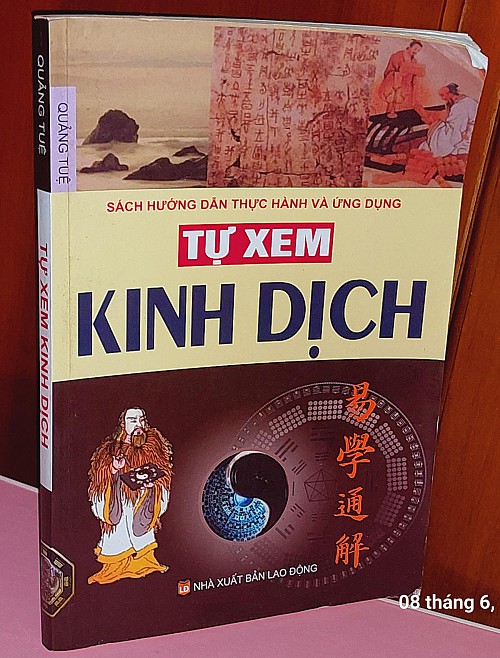 QUẢNG TUỆ
TỰ XEM KINH DỊCH
QUẢNG TUỆ
SÁCH HƯỚNG DẪN THỰC HÀNH VÀ ỨNG DỤNG
TỰ XEM
KINH DỊCH
易學通解
LĐ NHÀ XUẤT BẢN LAO ĐỘNG
08 tháng 6,